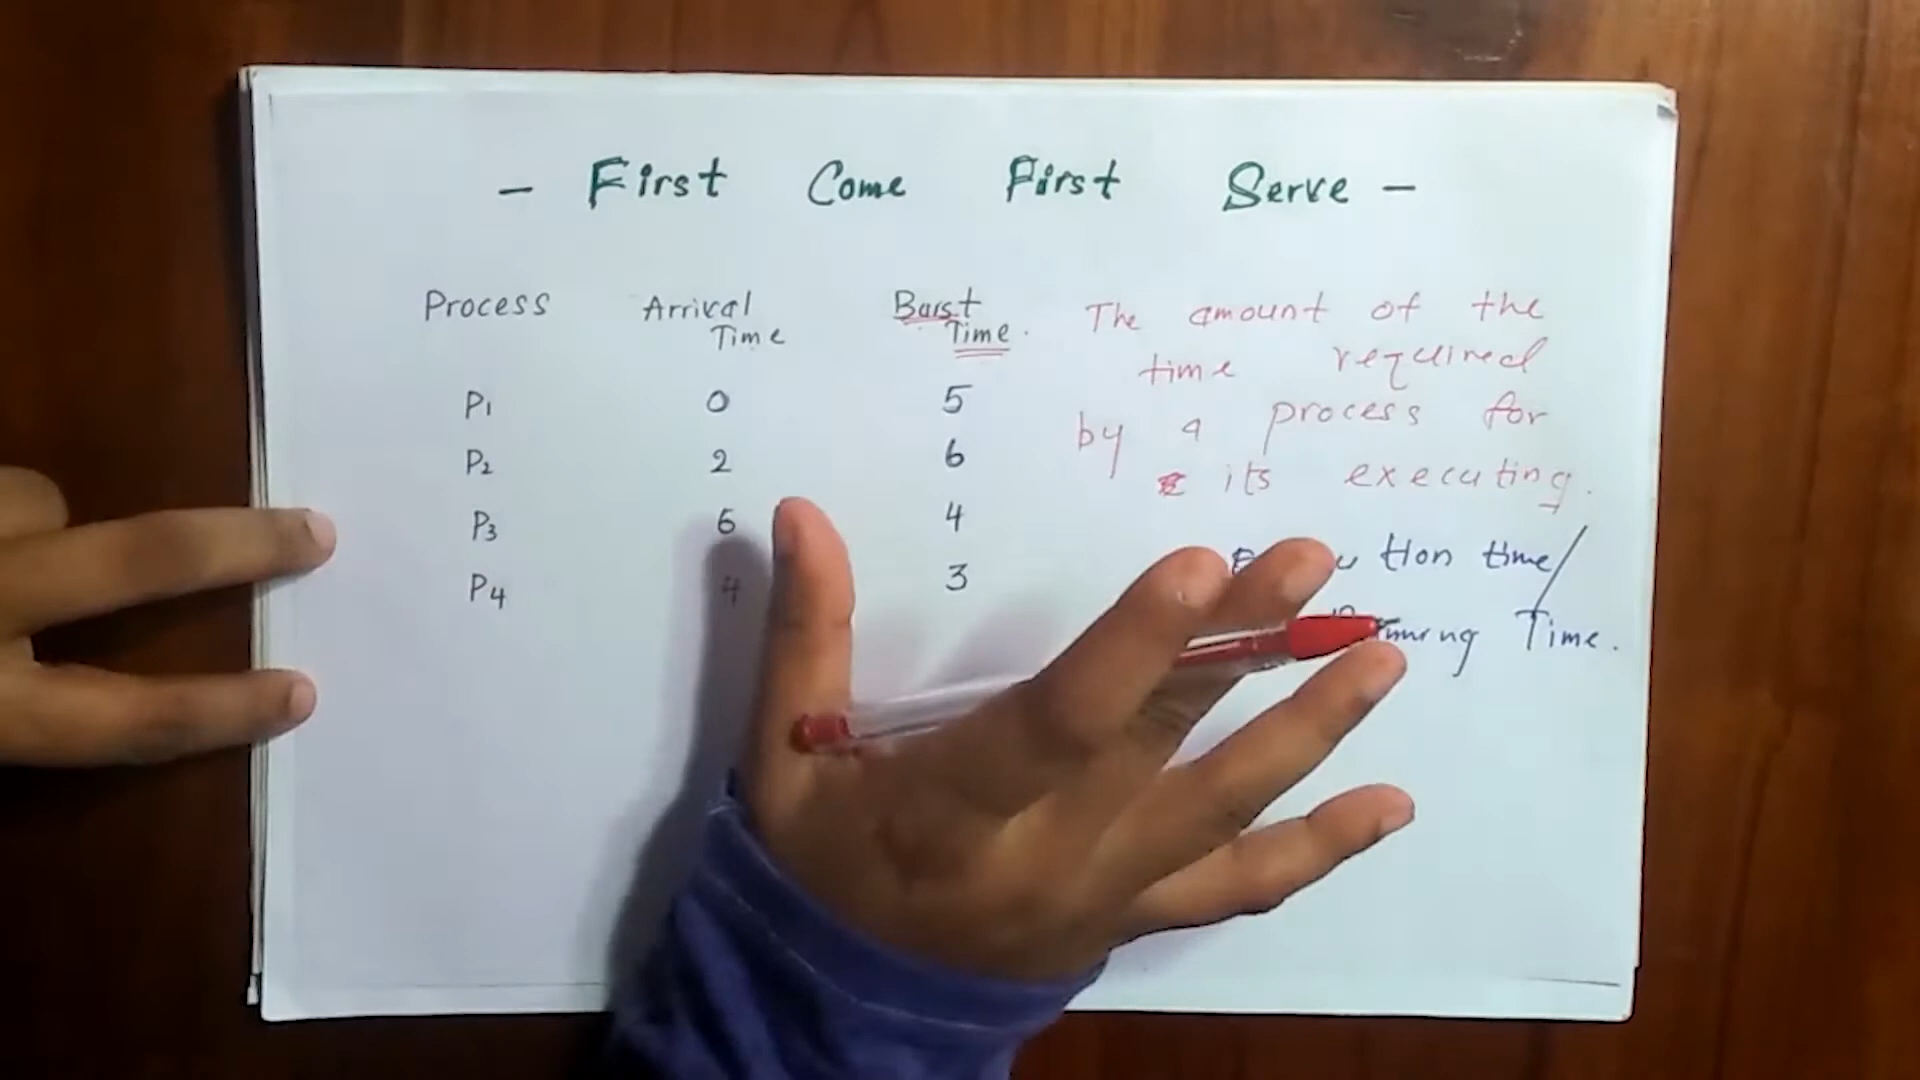 - First Come First Serve -
Process Arrival Time Burst Time.
P1 0 5
P2 2 6
P3 6 4
P4 4 3
The amount of the
time required
by a process for
its executing.
tion time/
Time.